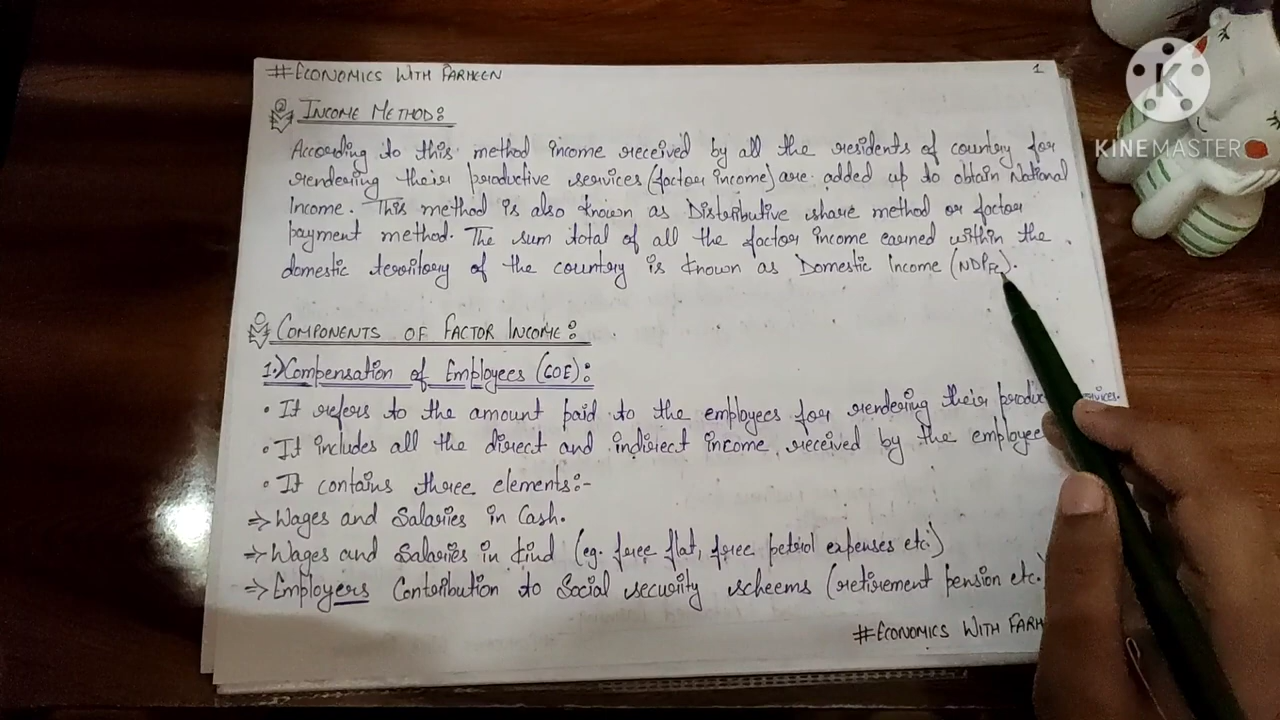 #ECONOMICS WITH FARHEEN
1
② INCOME METHOD:
According to this method income received by all the residents of country for
rendering their productive services (factor income) are added up to obtain National
Income. This method is also known as Distributive share method or factor
payment method. The sum total of all the factor income earned within the
domestic territory of the country is known as Domestic Income (NDPFC).
COMPONENTS OF FACTOR INCOME:
1.) Compensation of Employees (COE):
• It refers to the amount paid to the employees for rendering their
• It includes all the direct and indirect income received by the
• It contains three elements:-
⇒ Wages and Salaries in Cash.
⇒ Wages and Salaries in kind (eg. free flat, free petrol expenses etc.)
⇒ Employers Contribution to Social security scheems (retirement pension etc.
#ECONOMICS WITH
KINEMASTER